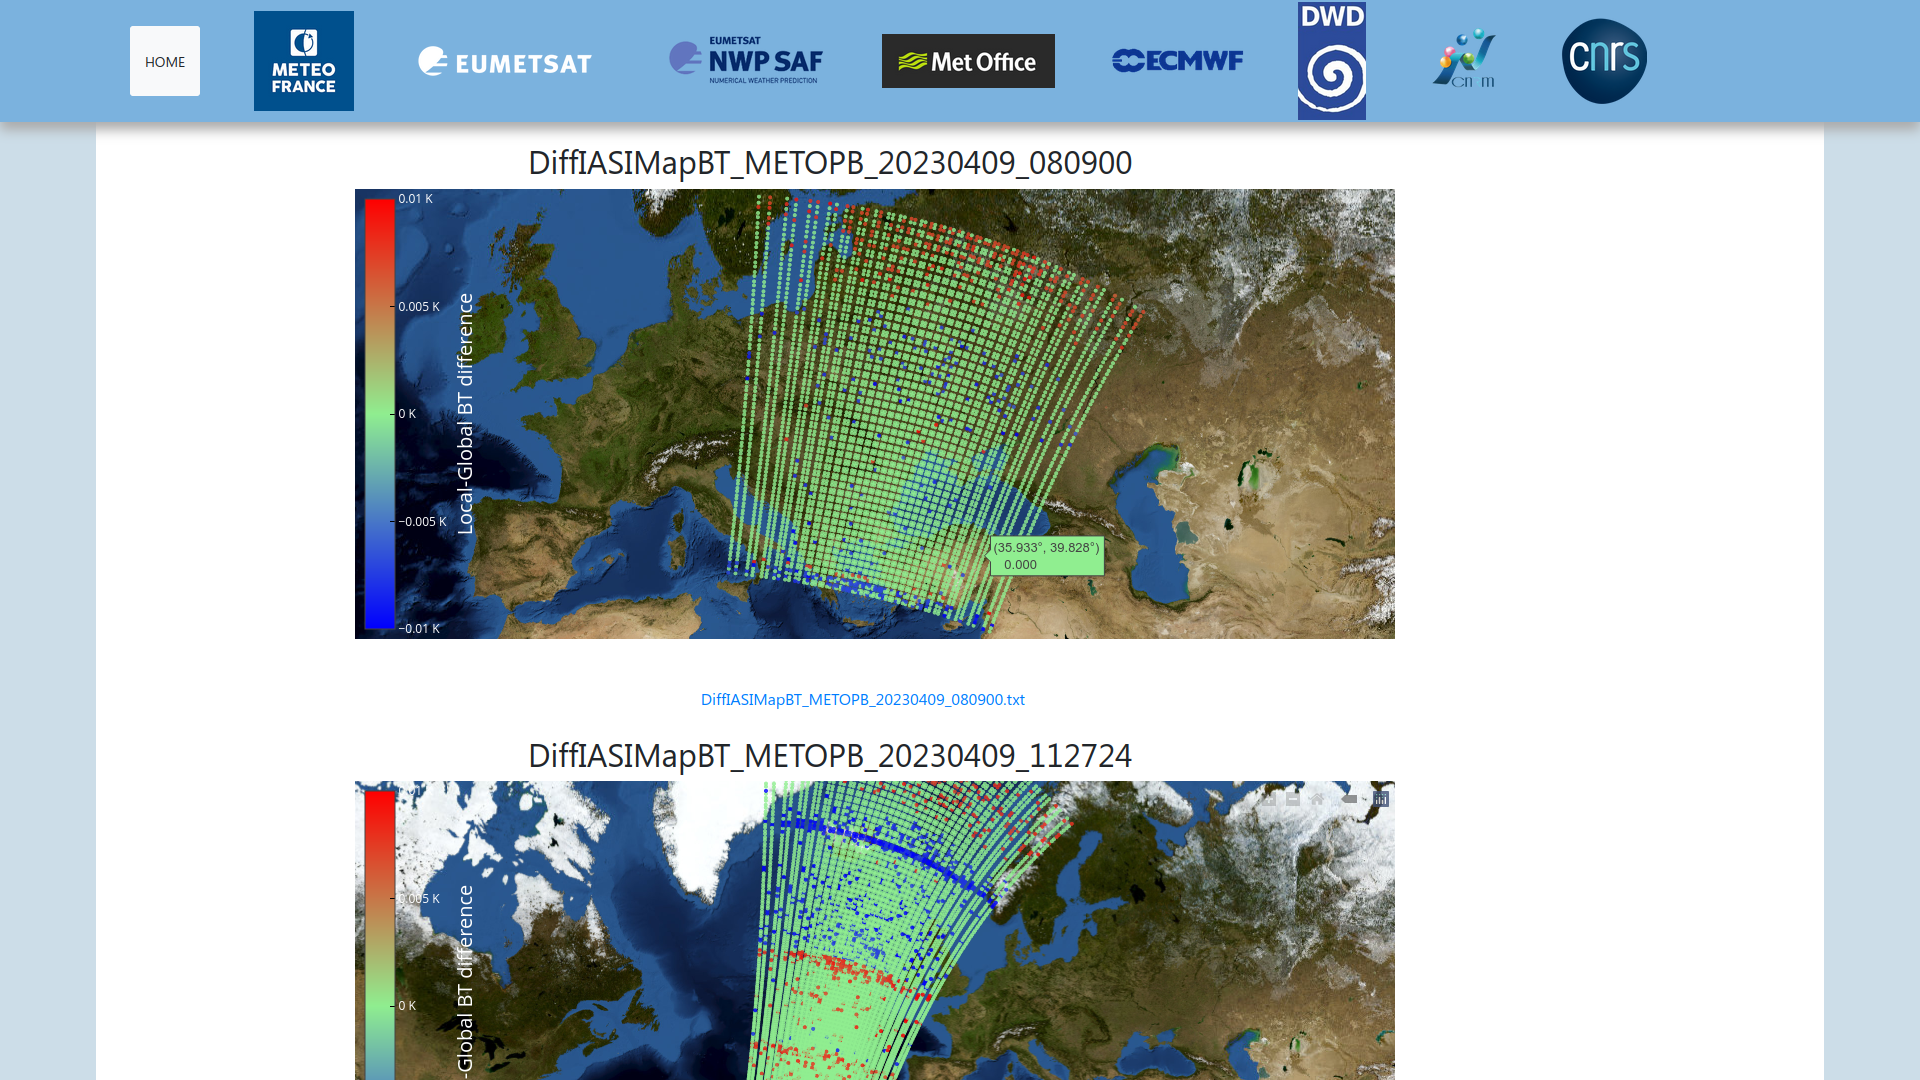 HOME
METEO
FRANCE
EUMETSAT
EUMETSAT
NWP SAF
NUMERICAL WEATHER PREDICTION
Met Office
ECMWF
DWD
cnrm
cnrs
DiffIASIMapBT_METOPB_20230409_080900
0.01 K
0.005 K
0 K
−0.005 K
−0.01 K
Local-Global BT difference
(35.933°, 39.828°)
0.000
DiffIASIMapBT_METOPB_20230409_080900.txt
DiffIASIMapBT_METOPB_20230409_112724
0.005 K
0 K
-Global BT difference